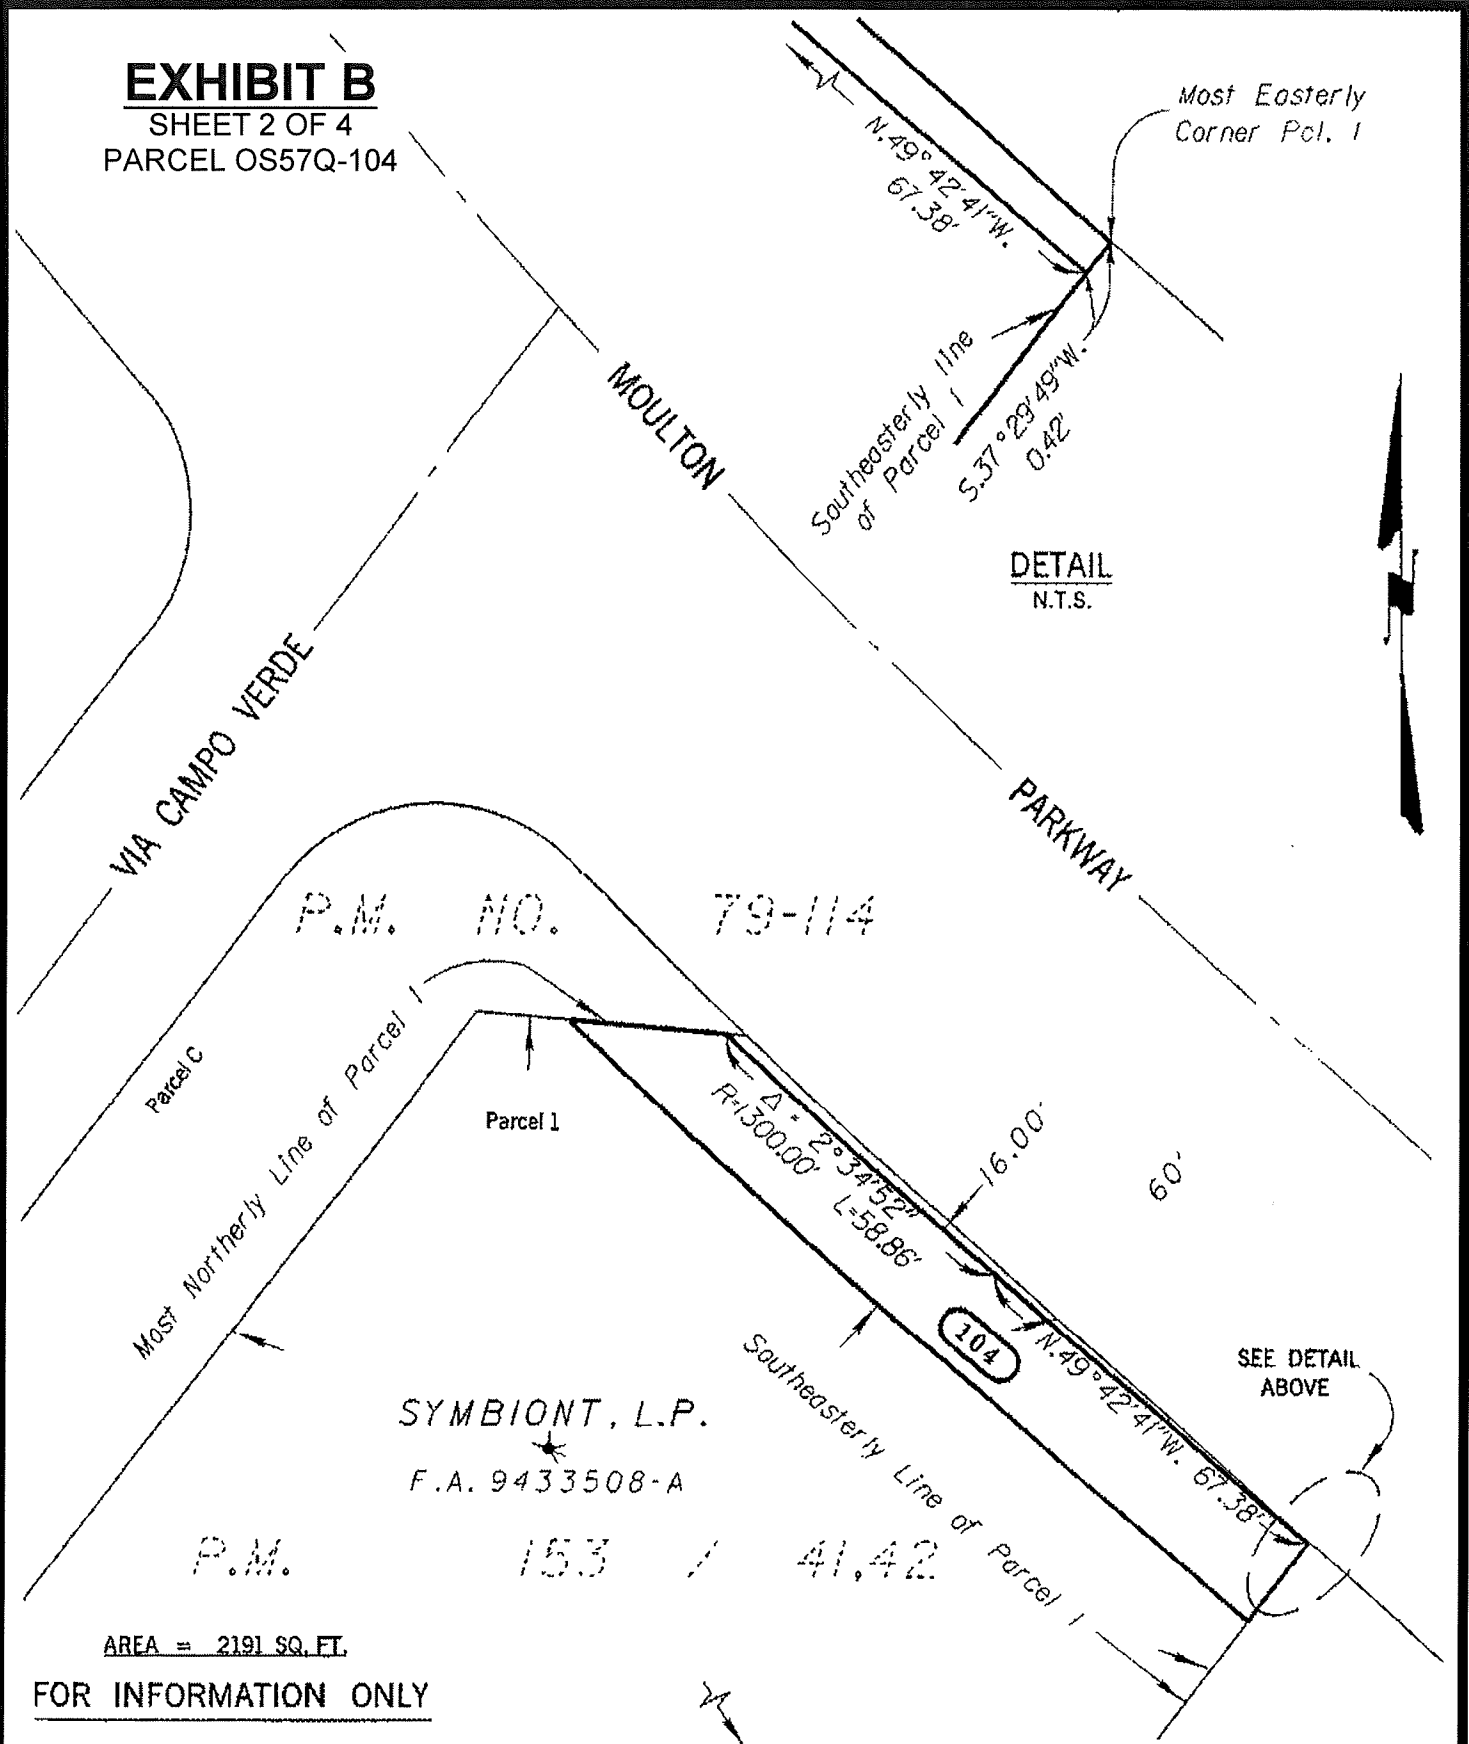 EXHIBIT B
SHEET 2 OF 4
PARCEL OS57Q-104
Most Easterly
Corner Pcl. 1
N.49°42'41"W.
67.38'
Southeasterly line
of Parcel 1
S.37°29'49"W.
0.42'
DETAIL
N.T.S.
MOULTON
PARKWAY
VIA CAMPO VERDE
P.M. NO. 79-114
Parcel C
Most Northerly Line of Parcel 1
Parcel 1
Δ = 2°34'52"
R=1300.00' L=58.86'
16.00'
60'
104
N.49°42'41"W. 67.38'
SEE DETAIL
ABOVE
Southeasterly Line of Parcel 1
SYMBIONT, L.P.
F.A. 9433508-A
P.M. 153 / 41,42
AREA = 2191 SQ. FT.
FOR INFORMATION ONLY